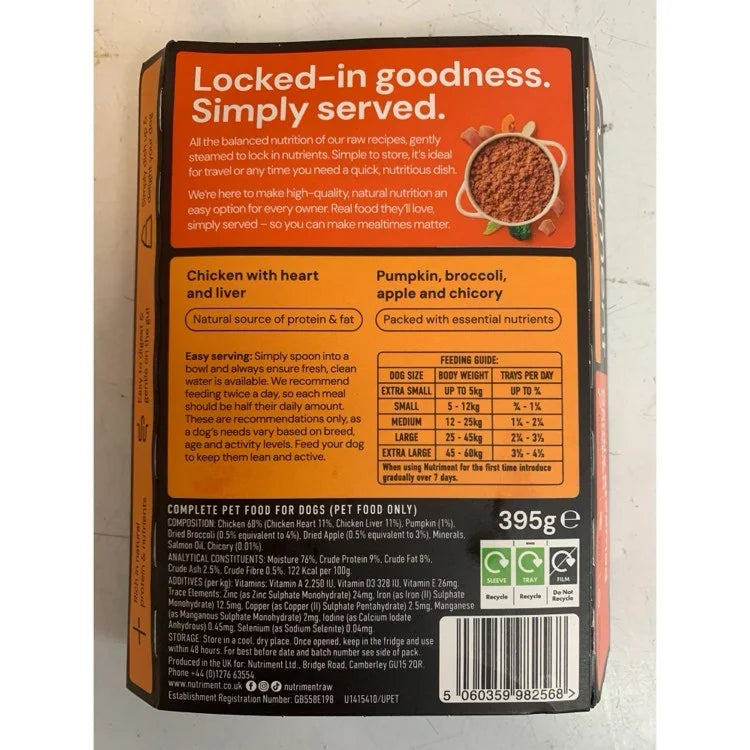 Locked-in goodness.
Simply served.
All the balanced nutrition of our raw recipes, gently
steamed to lock in nutrients. Simple to store, it's ideal
for travel or any time you need a quick, nutritious dish.
We're here to make high-quality, natural nutrition an
easy option for every owner. Real food they'll love,
simply served – so you can make mealtimes matter.
Chicken with heart
and liver
Natural source of protein & fat
Pumpkin, broccoli,
apple and chicory
Packed with essential nutrients
Easy serving: Simply spoon into a
bowl and always ensure fresh, clean
water is available. We recommend
feeding twice a day, so each meal
should be half their daily amount.
These are recommendations only, as
a dog's needs vary based on breed,
age and activity levels. Feed your dog
to keep them lean and active.
FEEDING GUIDE:
DOG SIZE BODY WEIGHT TRAYS PER DAY
EXTRA SMALL UP TO 5kg UP TO
SMALL 5 - 12kg
MEDIUM 12 - 25kg
LARGE 25 - 45kg
EXTRA LARGE 45 - 60kg
When using Nutriment for the first time introduce
gradually over 7 days.
COMPLETE PET FOOD FOR DOGS (PET FOOD ONLY)
COMPOSITION: Chicken 68% (Chicken Heart 11%, Chicken Liver 11%), Pumpkin (1%),
Dried Broccoli (0.5% equivalent to 4%), Dried Apple (0.5% equivalent to 3%), Minerals,
Salmon Oil, Chicory (0.01%).
ANALYTICAL CONSTITUENTS: Moisture 76%, Crude Protein 9%, Crude Fat 8%,
Crude Ash 2.5%, Crude Fibre 0.5%. 122 Kcal per 100g.
ADDITIVES (per kg): Vitamins: Vitamin A 2,250 IU, Vitamin D3 328 IU, Vitamin E 26mg.
Trace Elements: Zinc (as Zinc Sulphate Monohydrate) 24mg, Iron (as Iron (II) Sulphate
Monohydrate) 12.5mg, Copper (as Copper (II) Sulphate Pentahydrate) 2.5mg, Manganese
(as Manganous Sulphate Monohydrate) 2mg, Iodine (as Calcium Iodate
Anhydrous) 0.45mg, Selenium (as Sodium Selenite) 0.04mg.
STORAGE: Store in a cool, dry place. Once opened, keep in the fridge and use
within 48 hours. For best before date and batch number see side of pack.
Produced in the UK for: Nutriment Ltd., Bridge Road, Camberley GU15 2QR.
Phone +44 (0)1276 63554
www.nutriment.co.uk nutrimentraw
Establishment Registration Number: GB558E198 U1415410/UPET
395g e
SLEEVE TRAY FILM
Recycle Recycle Do Not
Recycle
5 060359 982568 >
Simply dish up &
delight your dog
Easy to digest &
gentle on the gut
Rich in natural
protein & nutrients